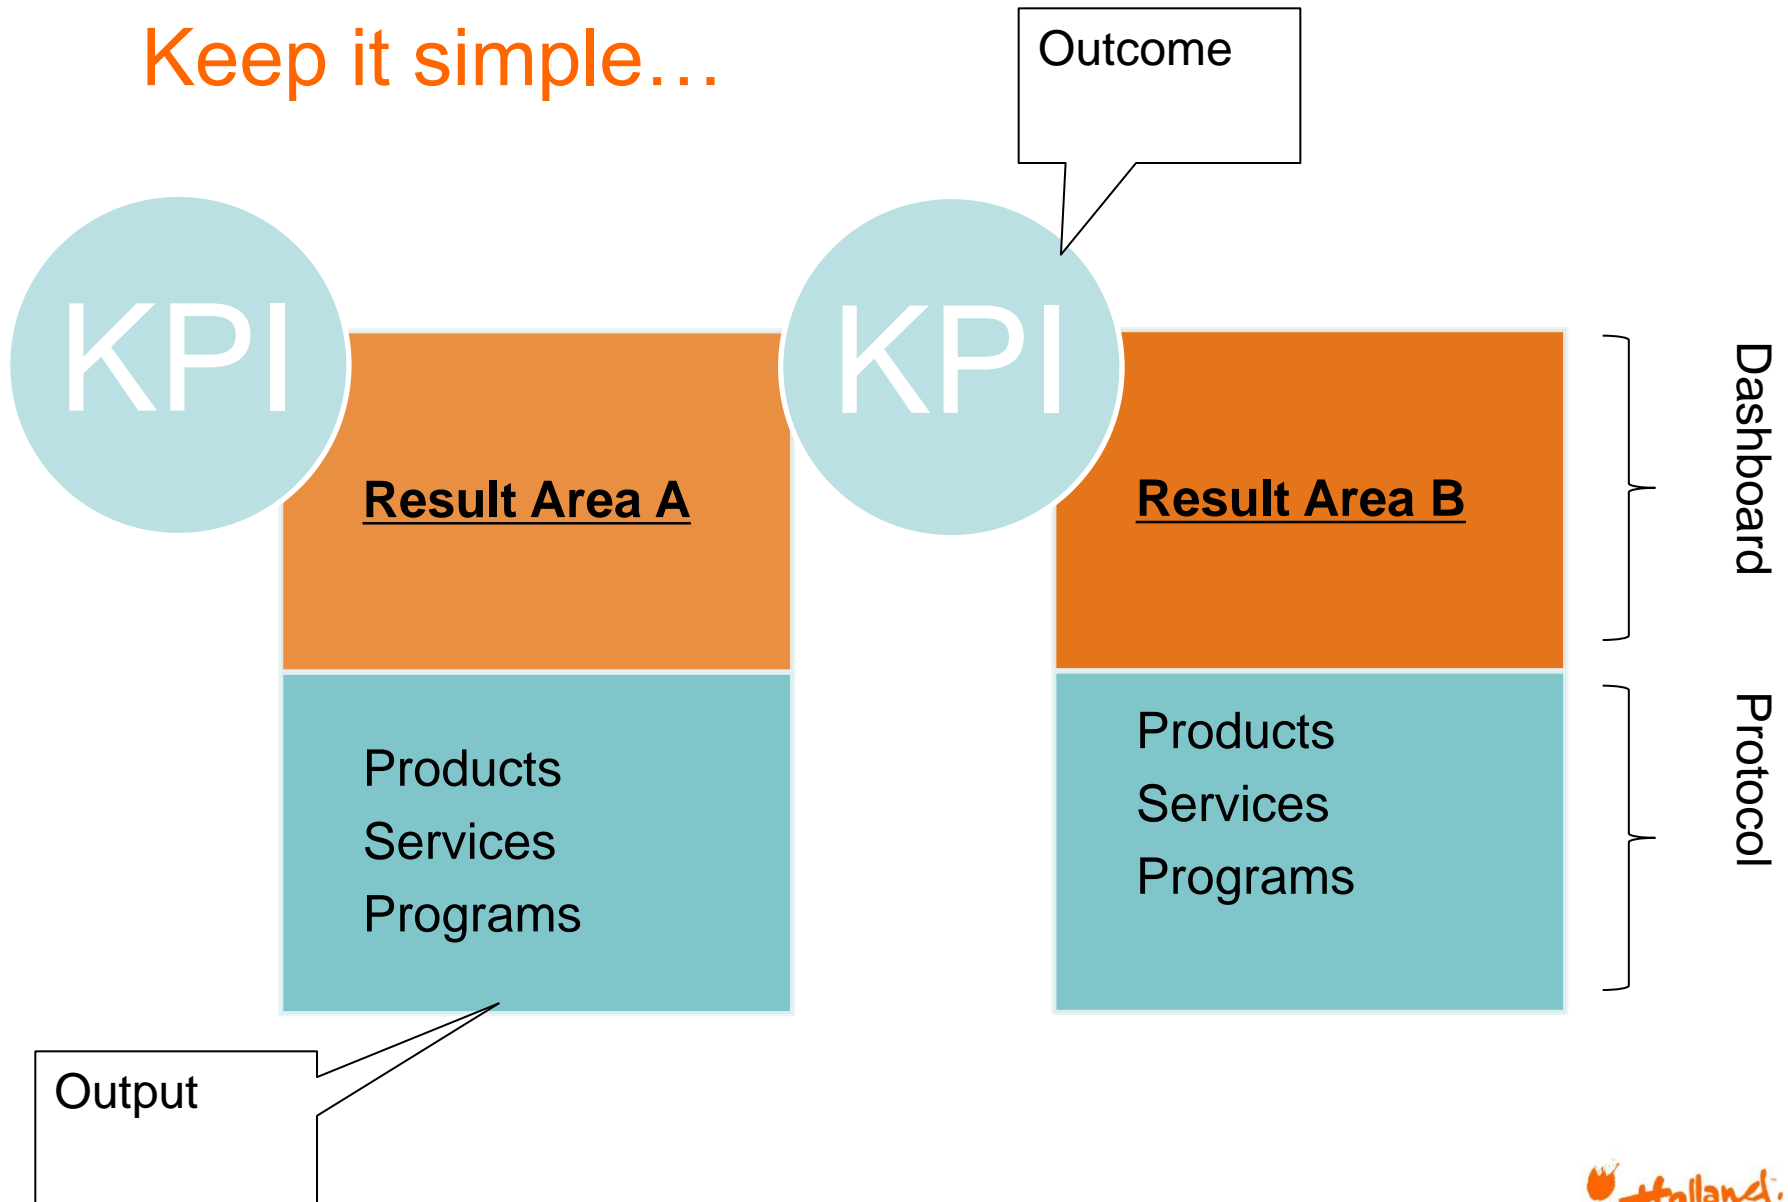 Keep it simple…
Outcome
KPI
KPI
Result Area A
Result Area B
Dashboard
Products
Services
Programs
Products
Services
Programs
Protocol
Output
Holland.